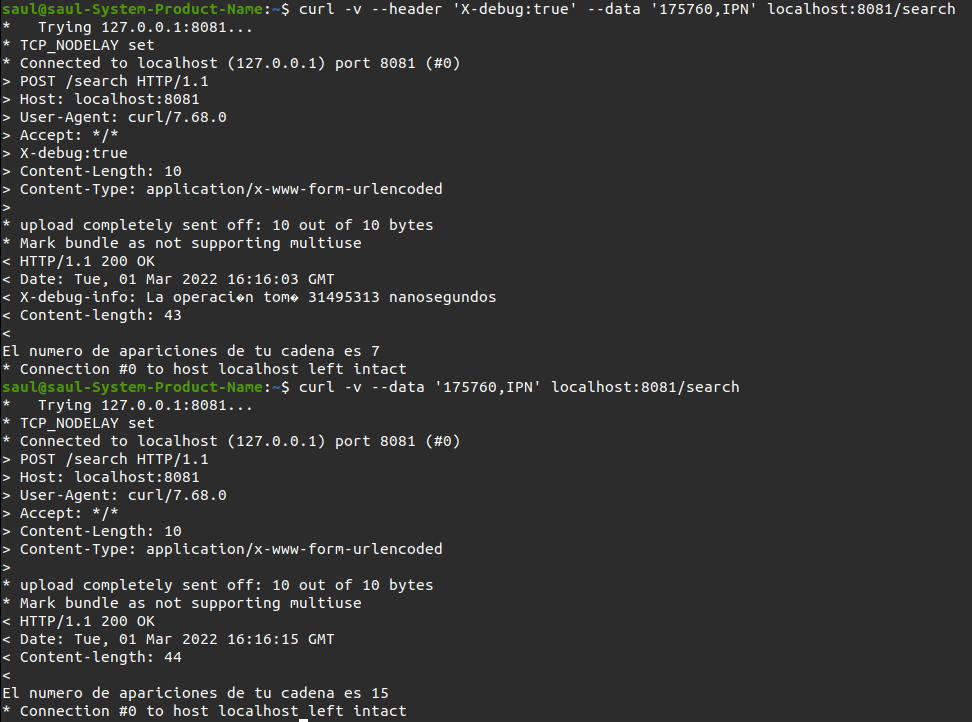 saul@saul-System-Product-Name:~$ curl -v --header 'X-debug:true' --data '175760,IPN' localhost:8081/search
*   Trying 127.0.0.1:8081...
* TCP_NODELAY set
* Connected to localhost (127.0.0.1) port 8081 (#0)
> POST /search HTTP/1.1
> Host: localhost:8081
> User-Agent: curl/7.68.0
> Accept: */*
> X-debug:true
> Content-Length: 10
> Content-Type: application/x-www-form-urlencoded
>
* upload completely sent off: 10 out of 10 bytes
* Mark bundle as not supporting multiuse
< HTTP/1.1 200 OK
< Date: Tue, 01 Mar 2022 16:16:03 GMT
< X-debug-info: La operaci�n tom� 31495313 nanosegundos
< Content-length: 43
<
El numero de apariciones de tu cadena es 7
* Connection #0 to host localhost left intact
saul@saul-System-Product-Name:~$ curl -v --data '175760,IPN' localhost:8081/search
*   Trying 127.0.0.1:8081...
* TCP_NODELAY set
* Connected to localhost (127.0.0.1) port 8081 (#0)
> POST /search HTTP/1.1
> Host: localhost:8081
> User-Agent: curl/7.68.0
> Accept: */*
> Content-Length: 10
> Content-Type: application/x-www-form-urlencoded
>
* upload completely sent off: 10 out of 10 bytes
* Mark bundle as not supporting multiuse
< HTTP/1.1 200 OK
< Date: Tue, 01 Mar 2022 16:16:15 GMT
< Content-length: 44
<
El numero de apariciones de tu cadena es 15
* Connection #0 to host localhost left intact